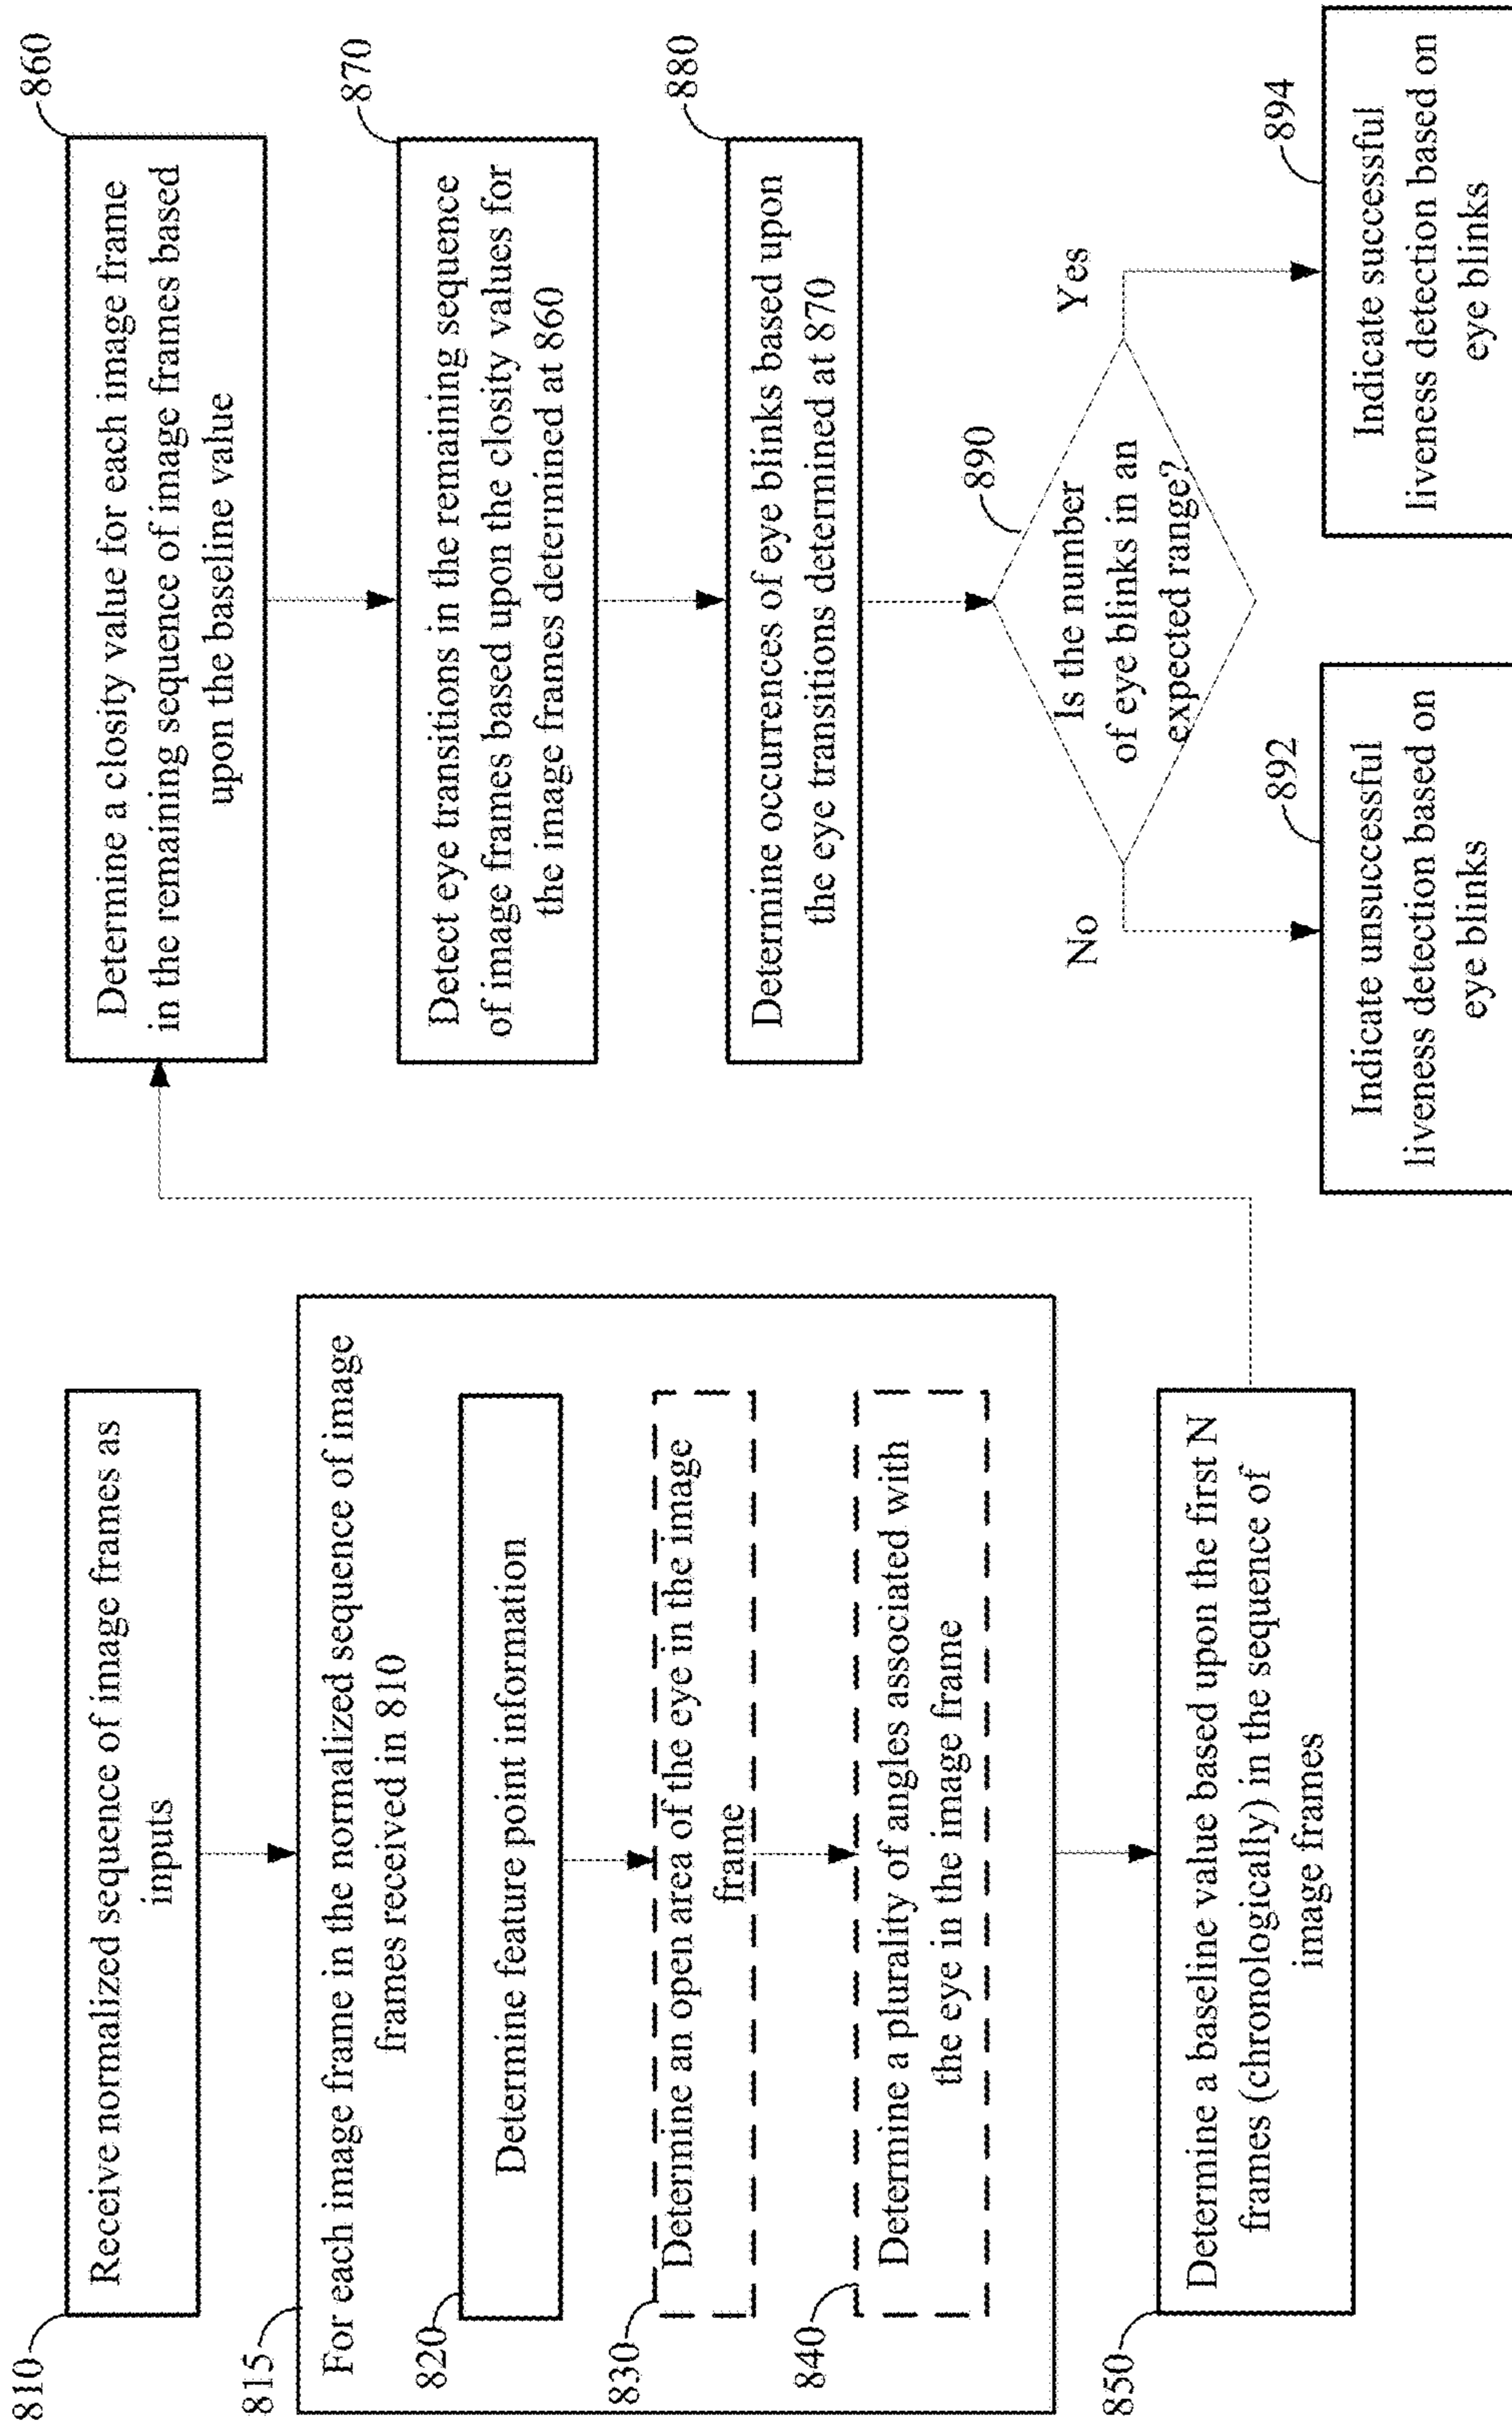 810
Receive normalized sequence of image frames as
inputs
815
For each image frame in the normalized sequence of image
frames received in 810
820
Determine feature point information
830
Determine an open area of the eye in the image
frame
840
Determine a plurality of angles associated with
the eye in the image frame
850
Determine a baseline value based upon the first N
frames (chronologically) in the sequence of
image frames
860
Determine a closity value for each image frame
in the remaining sequence of image frames based
upon the baseline value
870
Detect eye transitions in the remaining sequence
of image frames based upon the closity values for
the image frames determined at 860
880
Determine occurrences of eye blinks based upon
the eye transitions determined at 870
890
Is the number
of eye blinks in an
expected range?
No
Yes
892
Indicate unsuccessful
liveness detection based on
eye blinks
894
Indicate successful
liveness detection based on
eye blinks